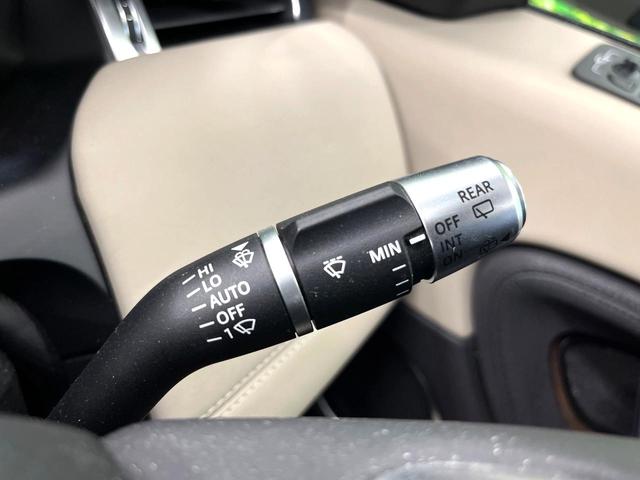 HI
LO
AUTO
OFF
1
MIN
REAR
OFF
INT
ON